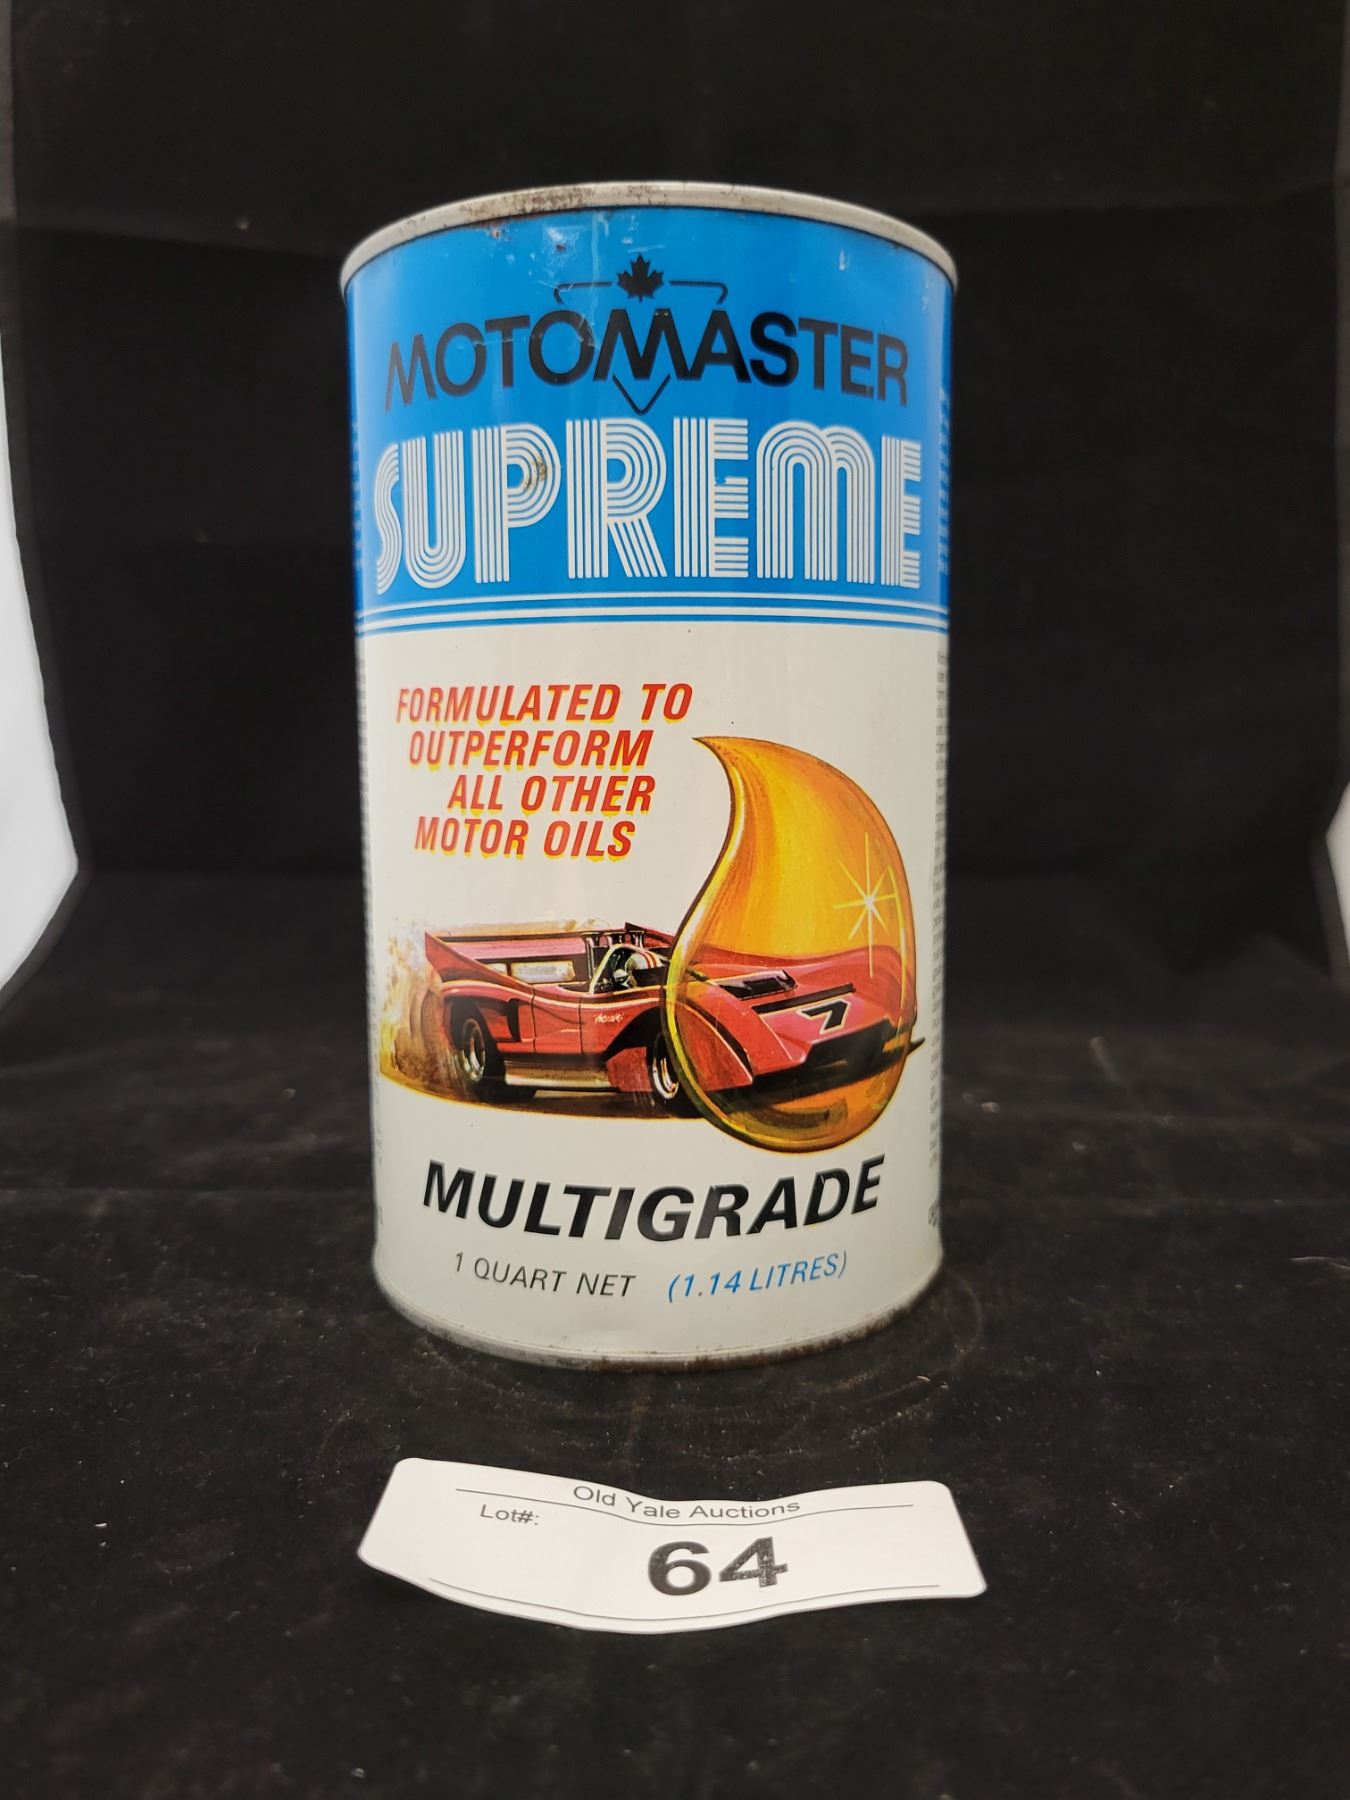 MOTOMASTER
SUPREME
FORMULATED TO
OUTPERFORM
ALL OTHER
MOTOR OILS
7
MULTIGRADE
1 QUART NET (1.14 LITRES)
Old Yale Auctions
Lot#:
64